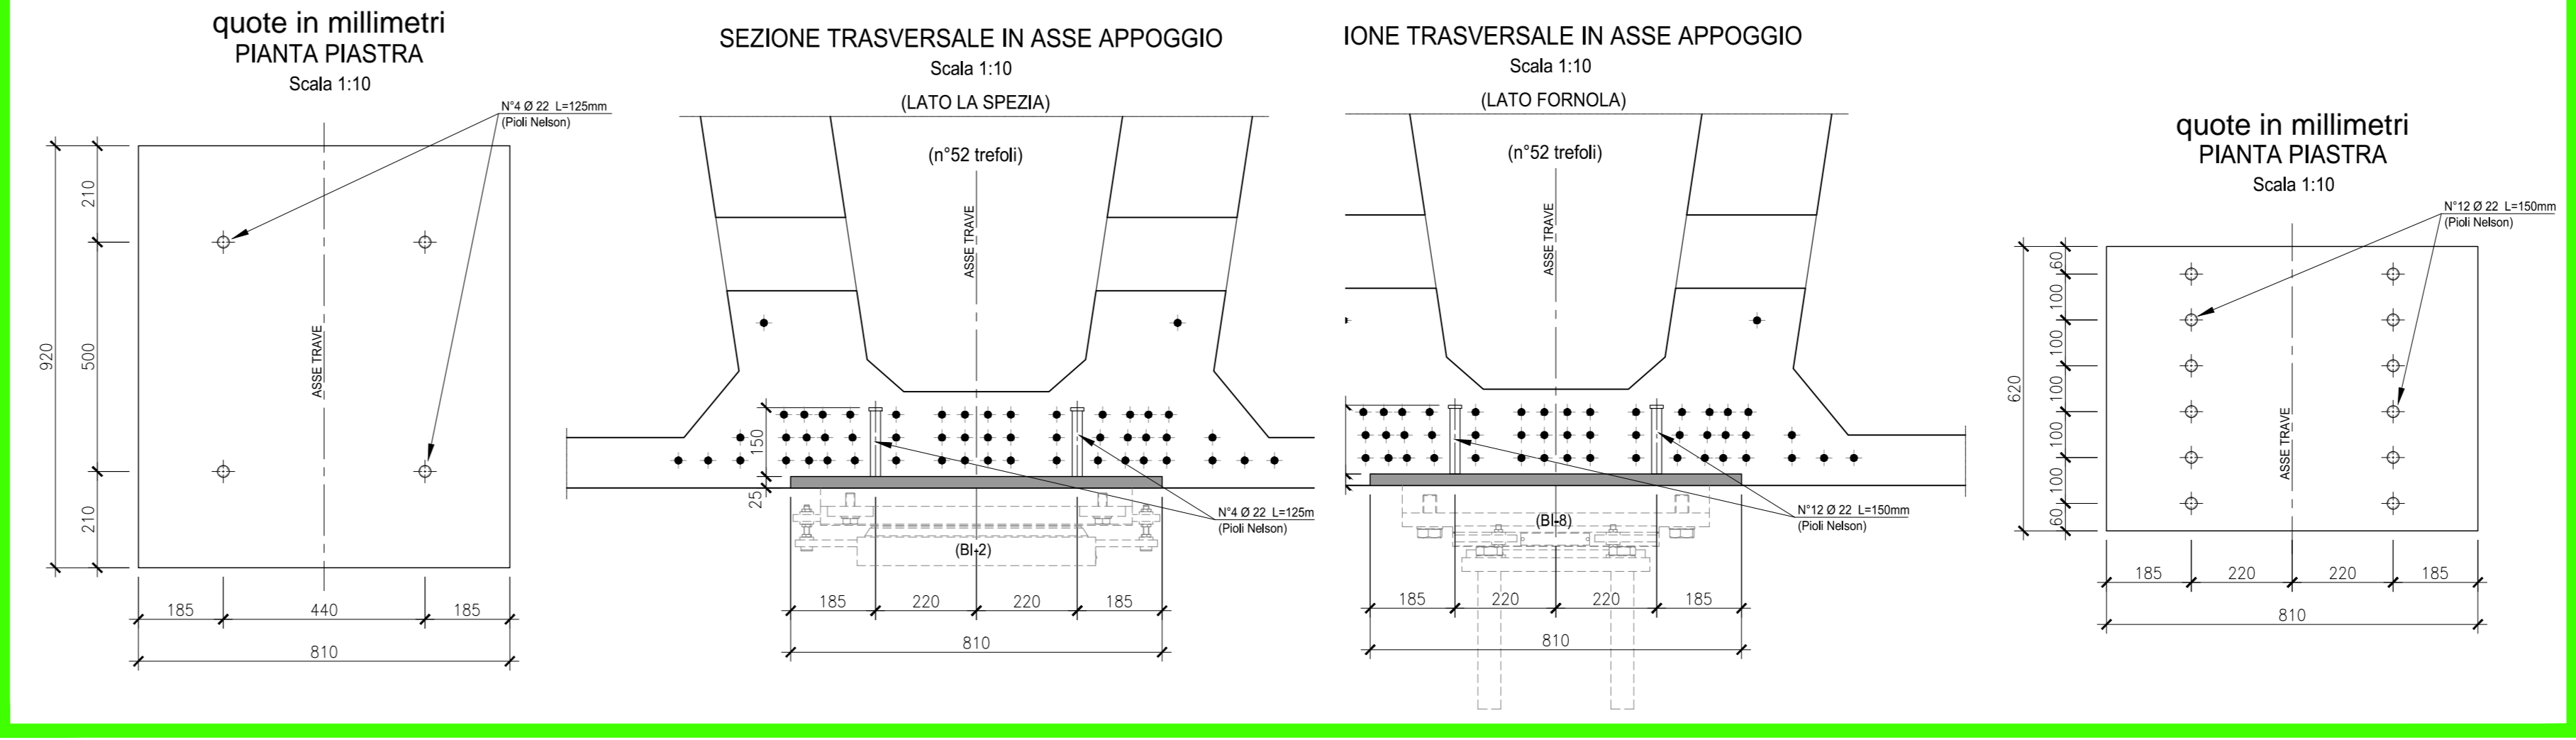 quote in millimetri
PIANTA PIASTRA
Scala 1:10
N°4 Ø 22 L=125mm
(Pioli Nelson)
210
500
920
210
ASSE TRAVE
185
440
185
810
SEZIONE TRASVERSALE IN ASSE APPOGGIO
Scala 1:10
(LATO LA SPEZIA)
(n°52 trefoli)
ASSE TRAVE
150
25
N°4 Ø 22 L=125m
(Pioli Nelson)
(BI-2)
185
220
220
185
810
IONE TRASVERSALE IN ASSE APPOGGIO
Scala 1:10
(LATO FORNOLA)
(n°52 trefoli)
ASSE TRAVE
N°12 Ø 22 L=150mm
(Pioli Nelson)
(BI-8)
185
220
220
185
810
quote in millimetri
PIANTA PIASTRA
Scala 1:10
N°12 Ø 22 L=150mm
(Pioli Nelson)
60
100
100
100
100
100
60
620
ASSE TRAVE
185
220
220
185
810